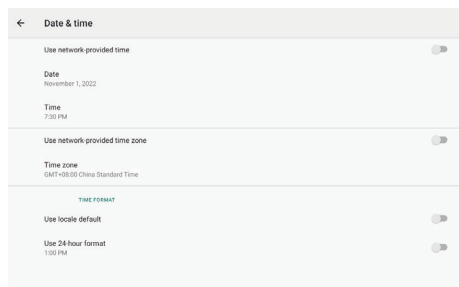 Date & time
Use network-provided time
Date
November 1, 2022
Time
7:30 PM
Use network-provided time zone
Time zone
GMT+08:00 China Standard Time
TIME FORMAT
Use locale default
Use 24-hour format
1:00 PM